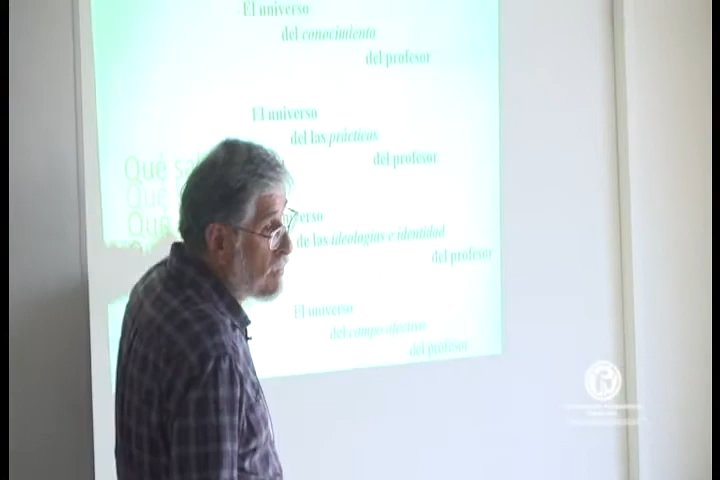 El universo
del conocimiento
del profesor
El universo
del las prácticas
del profesor
Qué
Qué
Qué
de las ideologías e identidad
del profesor
El universo
del campo afectivo
del profesor